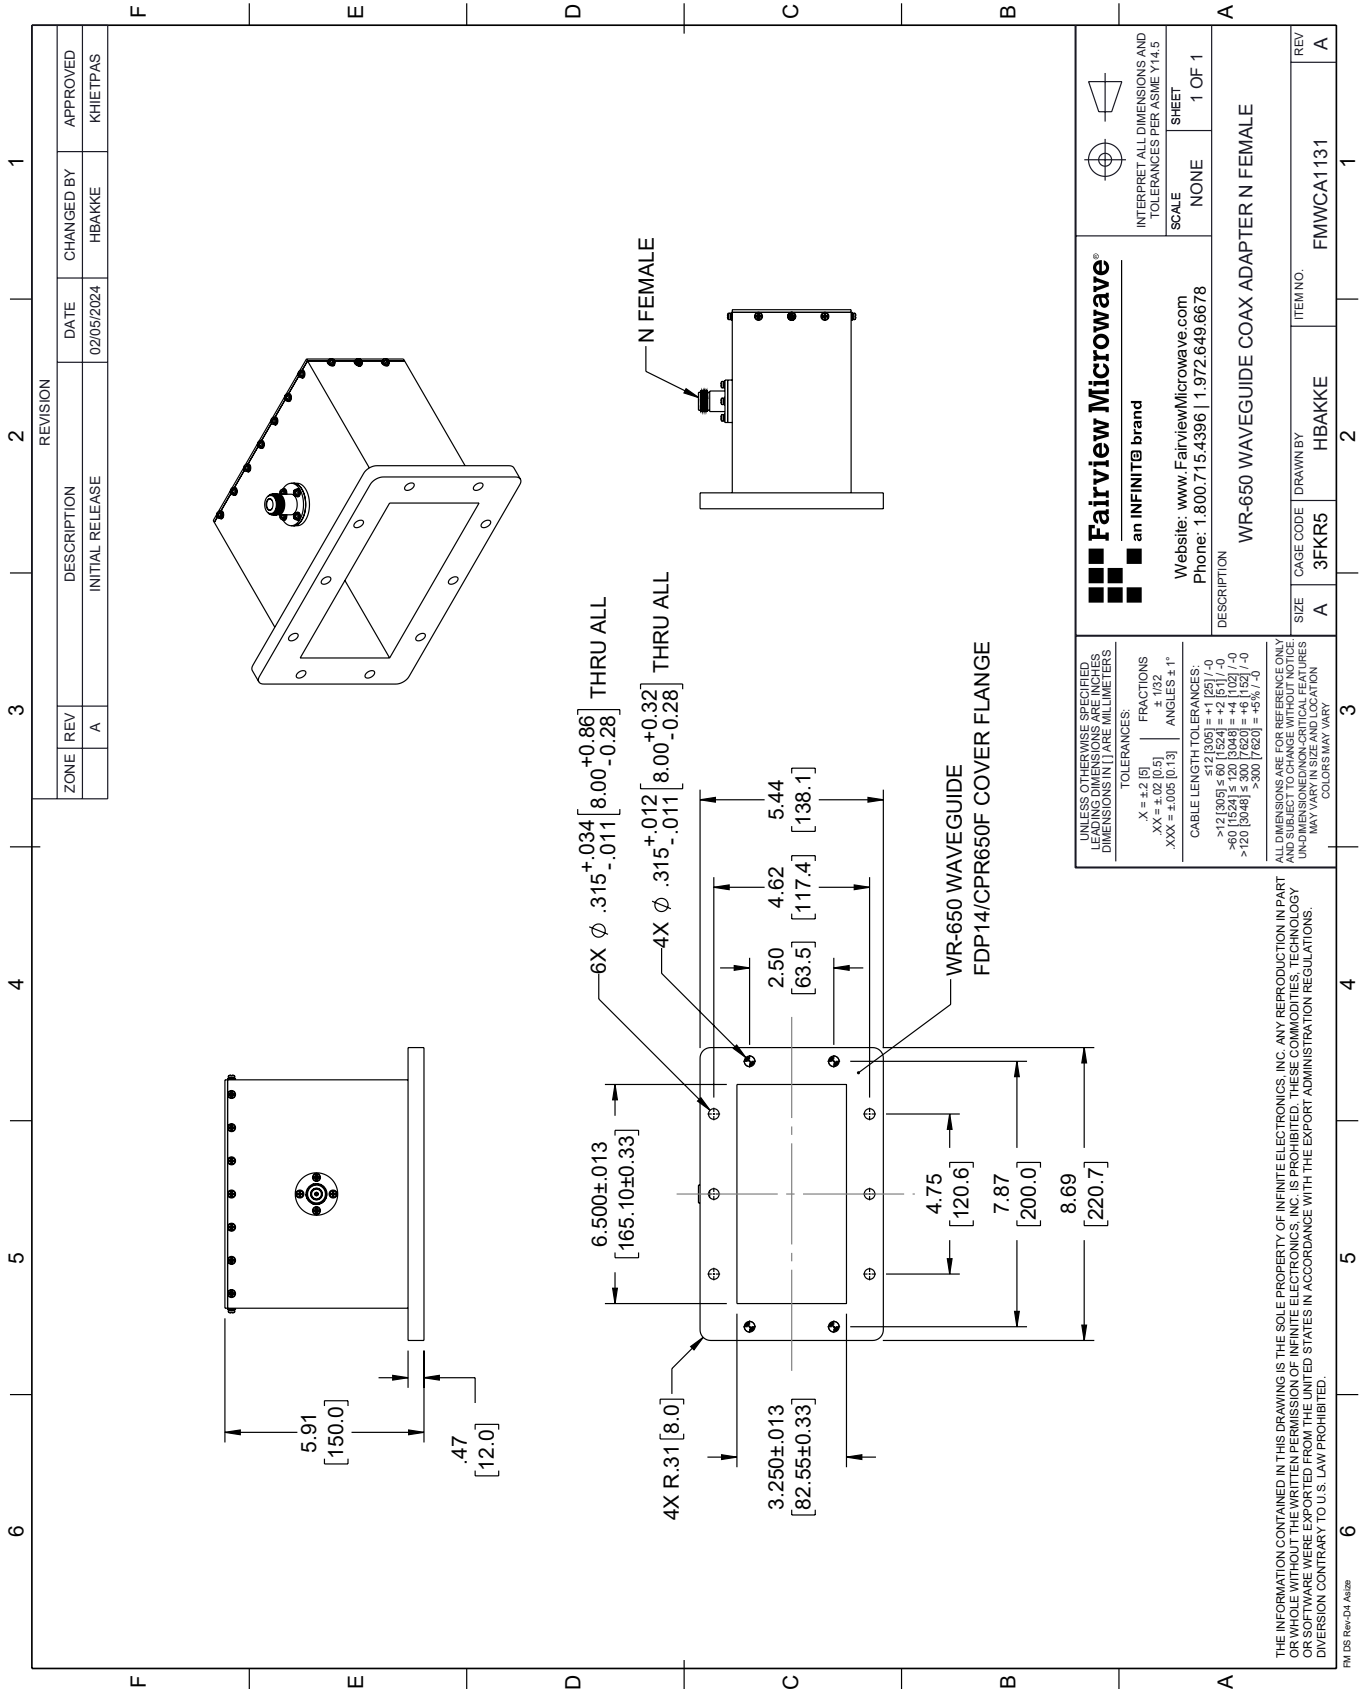 6
5
4
3
2
1
F
E
D
C
B
A
REVISION
ZONE REV DESCRIPTION DATE CHANGED BY APPROVED
A INITIAL RELEASE 02/05/2024 HBAKKE KHIETPAS
5.91
[150.0]
.47
[12.0]
N FEMALE
6X Ø .315 +.034 -.011 [8.00 +0.86 -0.28] THRU ALL
4X Ø .315 +.012 -.011 [8.00 +0.32 -0.28] THRU ALL
6.500±.013
[165.10±0.33]
4X R.31 [8.0]
3.250±.013
[82.55±0.33]
2.50
[63.5]
4.62
[117.4]
5.44
[138.1]
4.75
[120.6]
7.87
[200.0]
8.69
[220.7]
WR-650 WAVEGUIDE
FDP14/CPR650F COVER FLANGE
THE INFORMATION CONTAINED IN THIS DRAWING IS THE SOLE PROPERTY OF INFINITE ELECTRONICS, INC. ANY REPRODUCTION IN PART
OR WHOLE WITHOUT THE WRITTEN PERMISSION OF INFINITE ELECTRONICS, INC. IS PROHIBITED. THESE COMMODITIES, TECHNOLOGY
OR SOFTWARE WERE EXPORTED FROM THE UNITED STATES IN ACCORDANCE WITH THE EXPORT ADMINISTRATION REGULATIONS.
DIVERSION CONTRARY TO U.S. LAW PROHIBITED.
UNLESS OTHERWISE SPECIFIED
LEADING DIMENSIONS ARE INCHES
DIMENSIONS IN [ ] ARE MILLIMETERS
TOLERANCES:
.X = ±.2 [5] FRACTIONS
.XX = ±.02 [0.5] ± 1/32
.XXX = ±.005 [0.13] ANGLES ± 1°
CABLE LENGTH TOLERANCES:
≤12 [305] = +1 [25] / -0
>12 [305] ≤ 60 [1524] = +2 [51] / -0
>60 [1524] ≤ 120 [3048] = +4 [102] / -0
>120 [3048] ≤ 300 [7620] = +6 [152] / -0
>300 [7620] = +5% / -0
ALL DIMENSIONS ARE FOR REFERENCE ONLY
AND SUBJECT TO CHANGE WITHOUT NOTICE.
UN-DIMENSIONED/NON-CRITICAL FEATURES
MAY VARY IN SIZE AND LOCATION
COLORS MAY VARY
Fairview Microwave®
an INFINIT@ brand
Website: www.FairviewMicrowave.com
Phone: 1.800.715.4396 | 1.972.649.6678
INTERPRET ALL DIMENSIONS AND
TOLERANCES PER ASME Y14.5
SCALE SHEET
NONE 1 OF 1
DESCRIPTION
WR-650 WAVEGUIDE COAX ADAPTER N FEMALE
SIZE CAGE CODE DRAWN BY ITEM NO. REV
A 3FKR5 HBAKKE FMWCA1131 A
6
5
4
3
2
1
F
E
D
C
B
A
FM DS Rev-D4 Asize